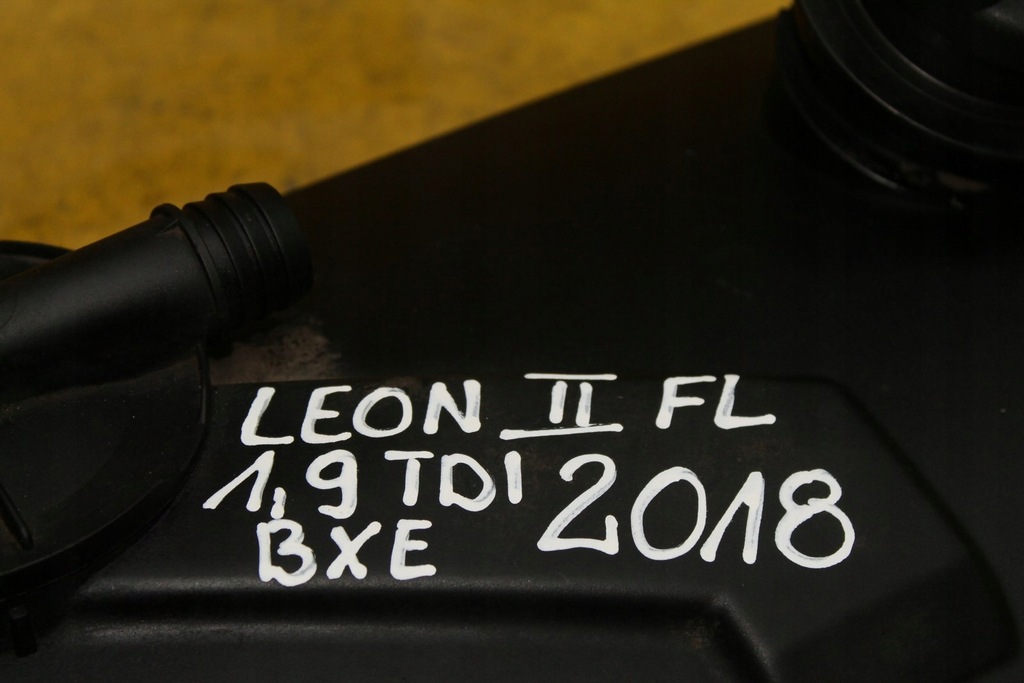 LEON II FL
1,9 TDI 2018
BXE